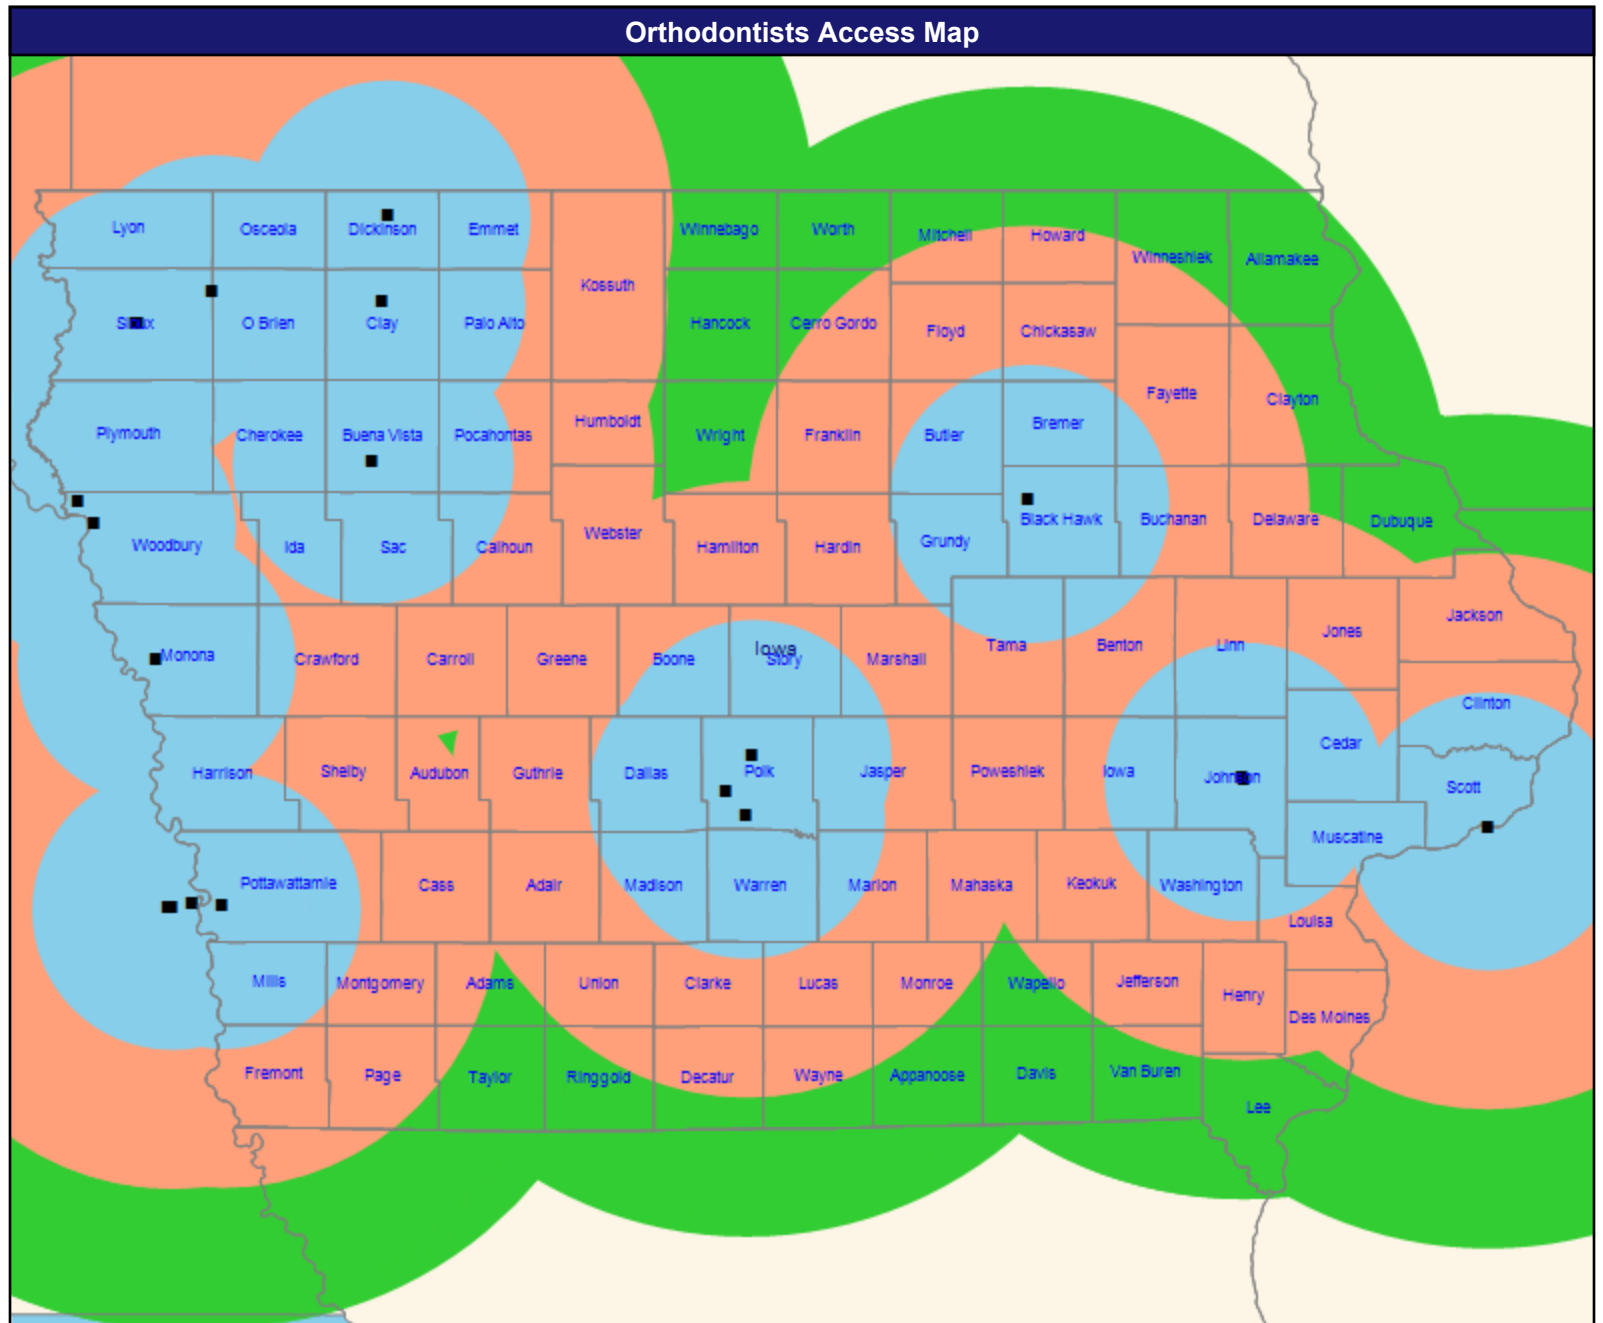 Orthodontists Access Map
Lyon Osceola Dickinson Emmet Winnebago Worth Mitchell Howard
Winneshiek Allamakee
Kossuth
Sioux O Brien Clay Palo Alto Hancock Cerro Gordo Floyd Chickasaw
Fayette Clayton
Plymouth Cherokee Buena Vista Pocahontas Humboldt Wright Franklin Butler Bremer
Woodbury Ida Sac Calhoun Webster Hamilton Hardin Grundy Black Hawk Buchanan Delaware Dubuque
Jackson
Monona Crawford Carroll Greene Boone Iowa Story Marshall Tama Benton Linn Jones
Clinton
Harrison Shelby Audubon Guthrie Dallas Polk Jasper Poweshiek Iowa Johnson Cedar Scott
Muscatine
Pottawattamie Cass Adair Madison Warren Marion Mahaska Keokuk Washington
Louisa
Mills Montgomery Adams Union Clarke Lucas Monroe Wapello Jefferson Henry
Des Moines
Fremont Page Taylor Ringgold Decatur Wayne Appanoose Davis Van Buren
Lee